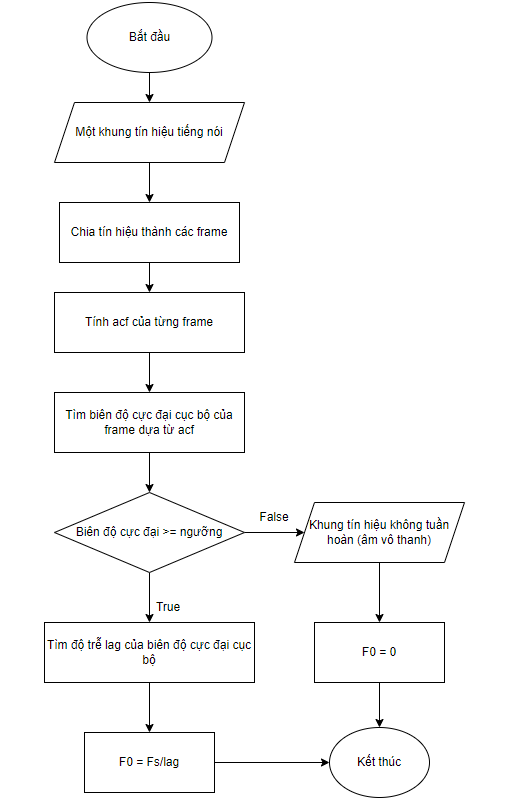 Bắt đầu
Một khung tín hiệu tiếng nói
Chia tín hiệu thành các frame
Tính acf của từng frame
Tìm biên độ cực đại cục bộ của
frame dựa từ acf
Biên độ cực đại >= ngưỡng
False
Khung tín hiệu không tuần
hoàn (âm vô thanh)
True
Tìm độ trễ lag của biên độ cực đại cục
bộ
F0 = 0
F0 = Fs/lag
Kết thúc